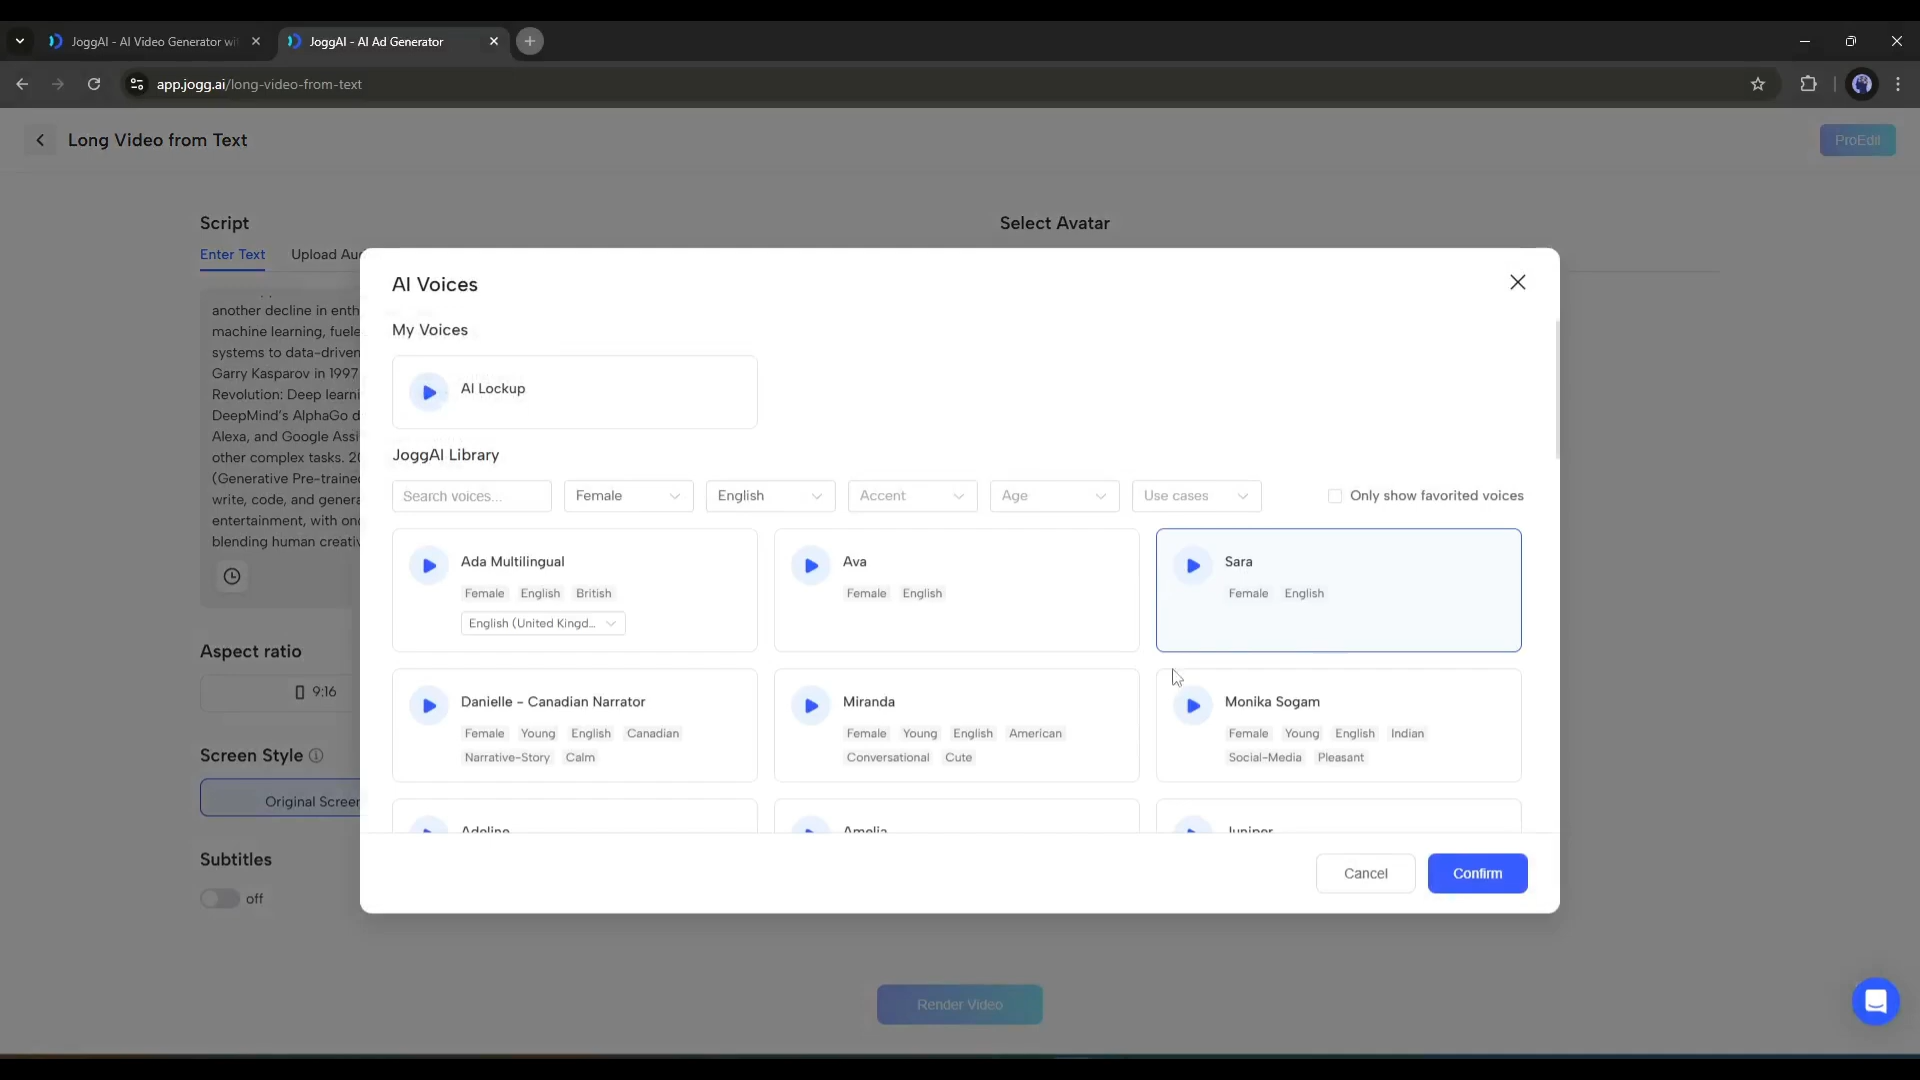 JoggAI - AI Video Generator wi
JoggAI - AI Ad Generator
app.jogg.ai/long-video-from-text
Long Video from Text
ProEdit
Script
Select Avatar
Enter Text
Upload Au
another decline in enth
machine learning, fuele
systems to data-driven
Garry Kasparov in 1997
Revolution: Deep learni
DeepMind's AlphaGo d
Alexa, and Google Assi
other complex tasks. 20
(Generative Pre-traine
write, code, and genera
entertainment, with ong
blending human creativ
Aspect ratio
9:16
Screen Style
Original Screen
Subtitles
off
AI Voices
My Voices
AI Lockup
JoggAI Library
Search voices...
Female
English
Accent
Age
Use cases
Only show favorited voices
Ada Multilingual
Female English British
English (United Kingd...
Ava
Female English
Sara
Female English
Danielle - Canadian Narrator
Female Young English Canadian
Narrative-Story Calm
Miranda
Female Young English American
Conversational Cute
Monika Sogam
Female Young English Indian
Social-Media Pleasant
Adeline
Amelia
Juniper
Cancel
Confirm
Render Video